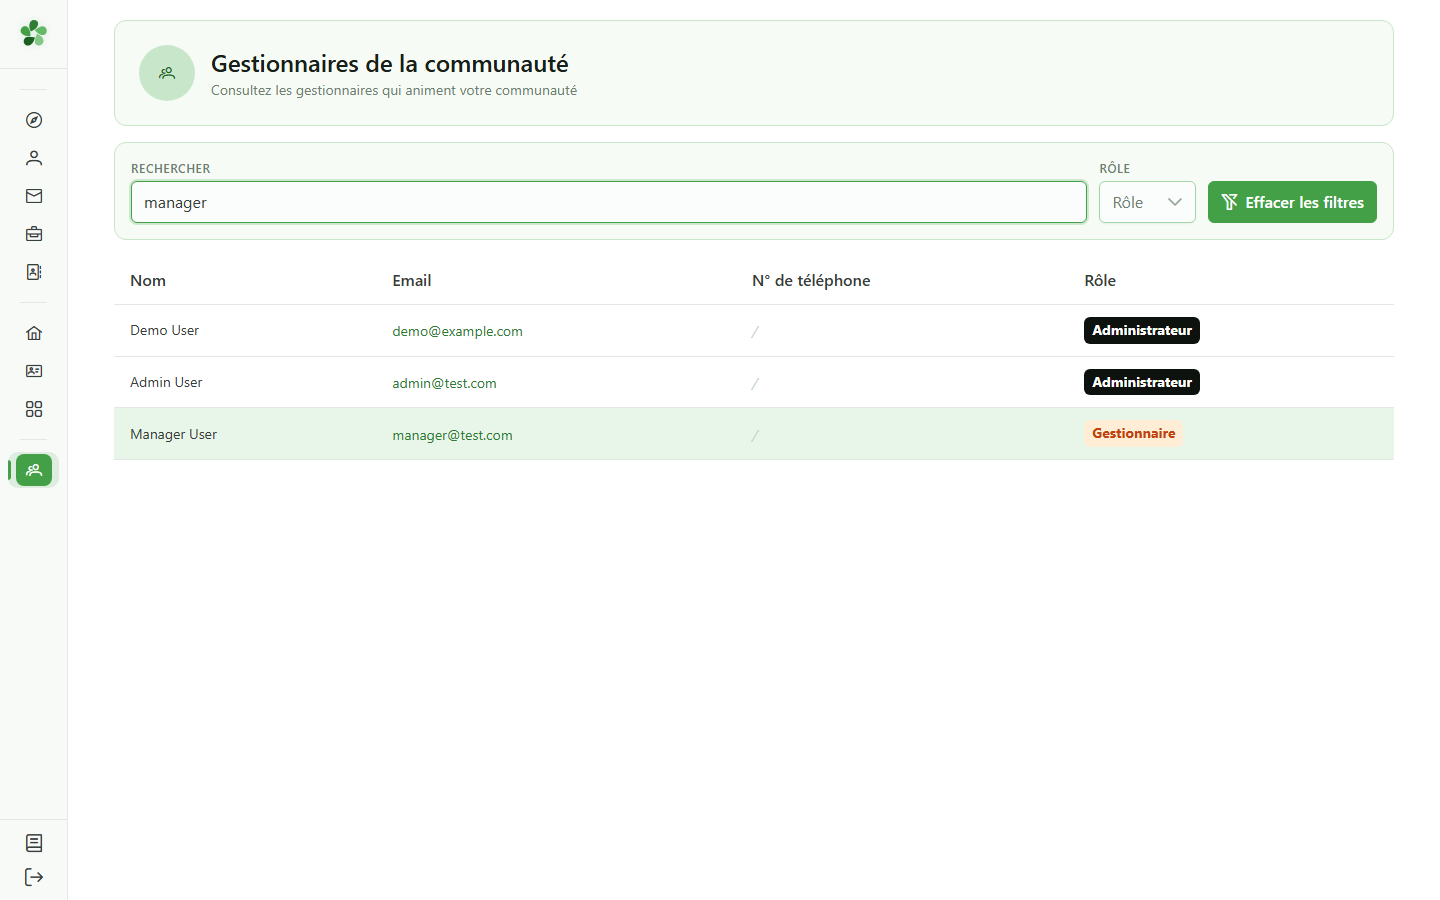 Gestionnaires de la communauté
Consultez les gestionnaires qui animent votre communauté
RECHERCHER
RÔLE
manager
Rôle
Effacer les filtres
Nom Email N° de téléphone Rôle
Demo User demo@example.com / Administrateur
Admin User admin@test.com / Administrateur
Manager User manager@test.com / Gestionnaire